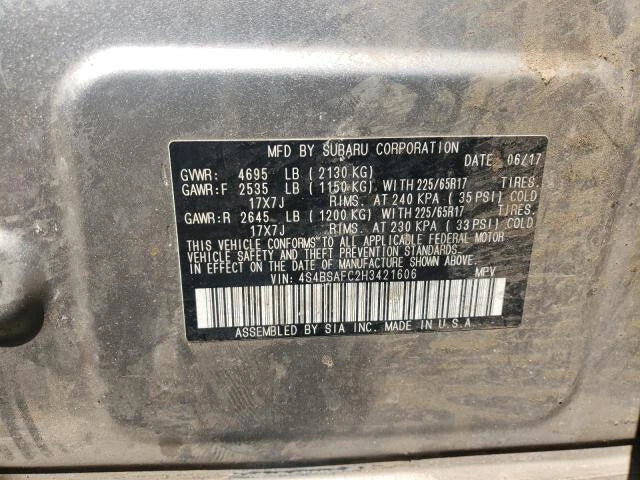 MFD BY SUBARU CORPORATION DATE 06/17
GVWR: 4695 LB (2130 KG)
GAWR:F 2535 LB (1150 KG) WITH 225/65R17 TIRES.
17X7J RIMS. AT 240 KPA (35 PSI) COLD
GAWR:R 2645 LB (1200 KG) WITH 225/65R17 TIRES.
17X7J RIMS. AT 230 KPA (33 PSI) COLD
THIS VEHICLE CONFORMS TO ALL APPLICABLE FEDERAL MOTOR
VEHICLE SAFETY AND THEFT PREVENTION STANDARDS
IN EFFECT ON THE DATE OF MANUFACTURE SHOWN ABOVE.
VIN: 4S4BSAFC2H3421606 MPV
ASSEMBLED BY SIA INC. MADE IN U.S.A.